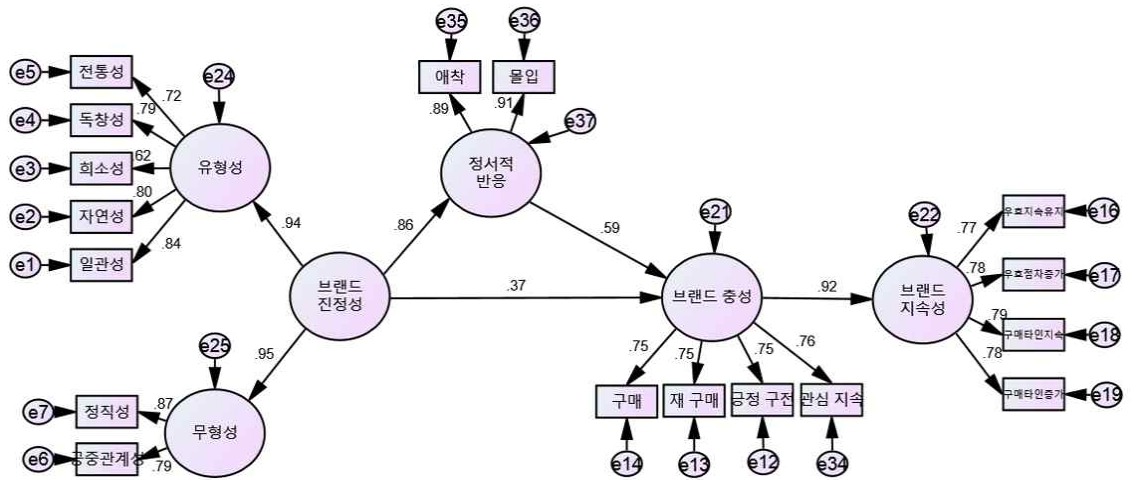 e35
e36
애착
몰입
.89
.91
e37
정서적
반응
e5
전통성
e24
.72
e4
독창성
.79
e3
희소성
.62
유형성
e2
자연성
.80
e1
일관성
.84
.94
브랜드
진정성
.86
.59
.37
e21
브랜드 충성
.92
e22
브랜드
지속성
.77
우호지속유지
e16
.78
우호점차증가
e17
.79
구매타인지속
e18
.78
구매타인증가
e19
.95
e25
무형성
e7
정직성
.87
e6
공중관계성
.79
.75
.75
.75
.76
구매
재 구매
긍정 구전
관심 지속
e14
e13
e12
e34